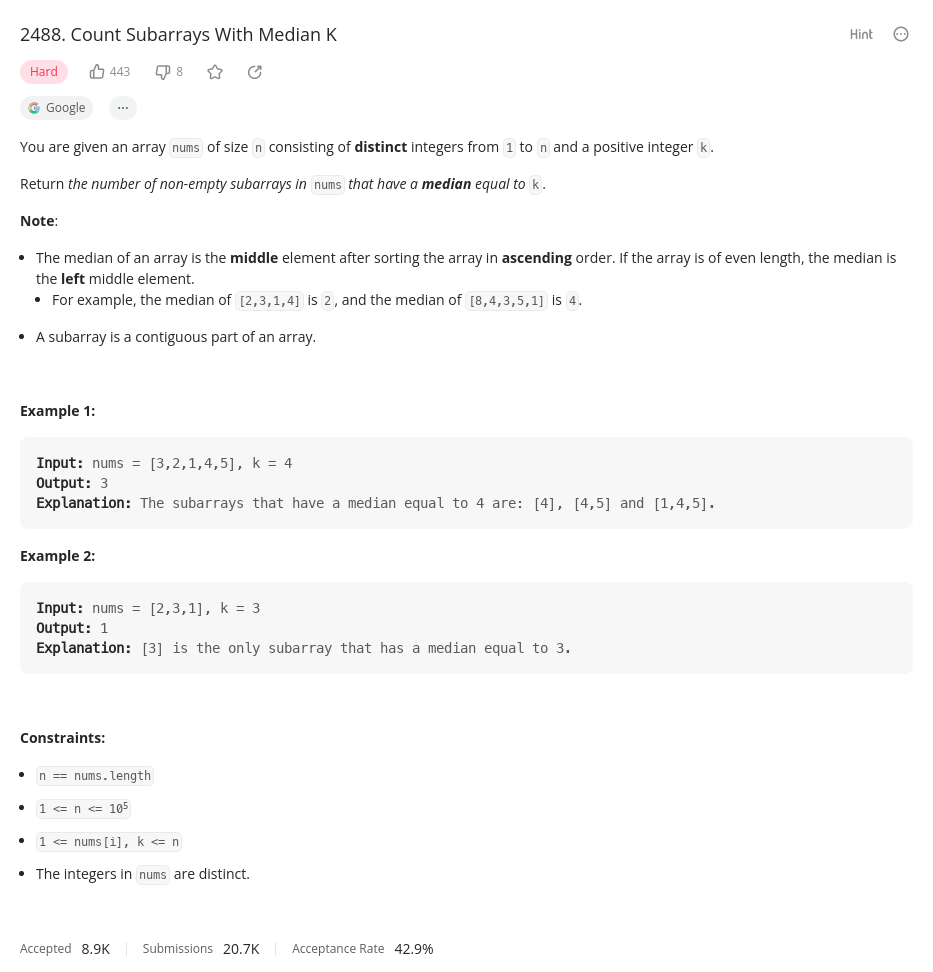 2488. Count Subarrays With Median K
Hint
Hard 443 8
Google ...
You are given an array nums of size n consisting of distinct integers from 1 to n and a positive integer k.
Return the number of non-empty subarrays in nums that have a median equal to k.
Note:
• The median of an array is the middle element after sorting the array in ascending order. If the array is of even length, the median is
the left middle element.
• For example, the median of [2,3,1,4] is 2, and the median of [8,4,3,5,1] is 4.
• A subarray is a contiguous part of an array.
Example 1:
Input: nums = [3,2,1,4,5], k = 4
Output: 3
Explanation: The subarrays that have a median equal to 4 are: [4], [4,5] and [1,4,5].
Example 2:
Input: nums = [2,3,1], k = 3
Output: 1
Explanation: [3] is the only subarray that has a median equal to 3.
Constraints:
• n == nums.length
• 1 <= n <= 10⁵
• 1 <= nums[i], k <= n
• The integers in nums are distinct.
Accepted 8.9K Submissions 20.7K Acceptance Rate 42.9%